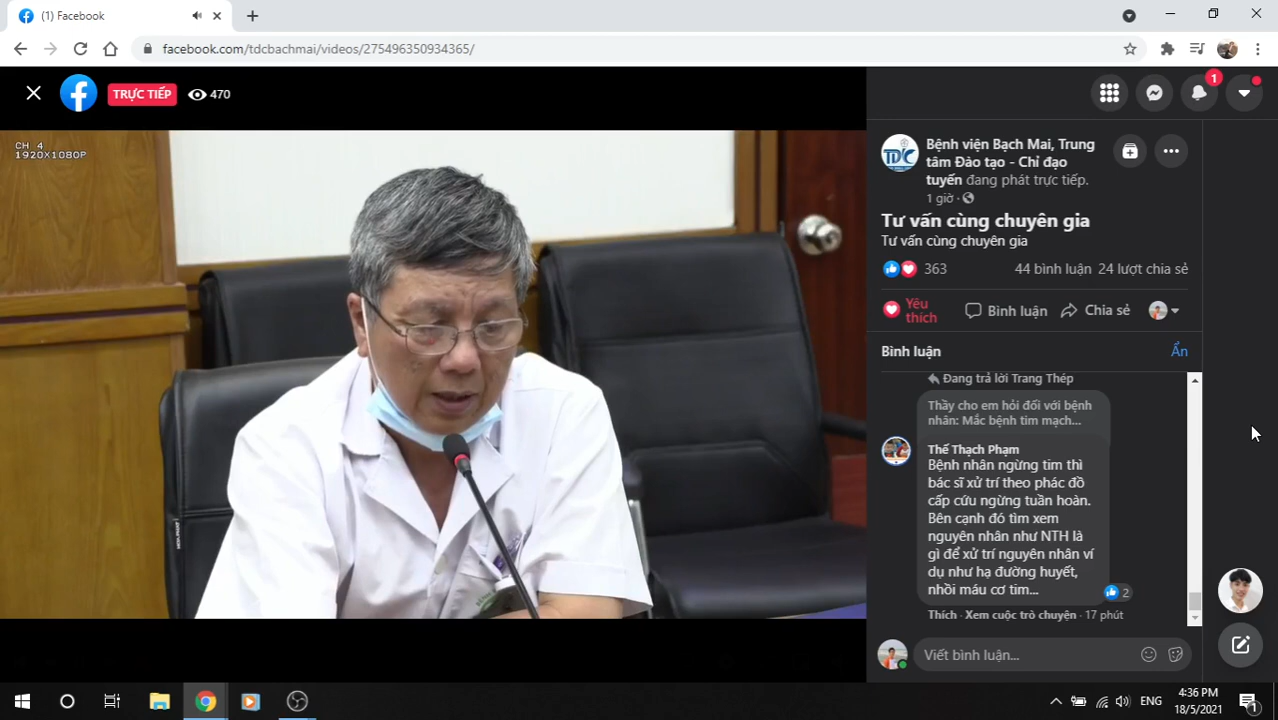 (1) Facebook
facebook.com/tdcbachmai/videos/275496350934365/
TRỰC TIẾP
470
1
CH 4
1920X1080P
TDC
Bệnh viện Bạch Mai, Trung
tâm Đào tạo - Chỉ đạo
tuyến đang phát trực tiếp.
1 giờ ·
Tư vấn cùng chuyên gia
Tư vấn cùng chuyên gia
363
44 bình luận 24 lượt chia sẻ
Yêu
thích
Bình luận
Chia sẻ
Bình luận
Ẩn
Đang trả lời Trang Thép
Thầy cho em hỏi đối với bệnh
nhân: Mắc bệnh tim mạch...
Thế Thạch Phạm
Bệnh nhân ngừng tim thì
bác sĩ xử trí theo phác đồ
cấp cứu ngừng tuần hoàn.
Bên cạnh đó tìm xem
nguyên nhân như NTH là
gì để xử trí nguyên nhân ví
dụ như hạ đường huyết,
nhồi máu cơ tim...
2
Thích · Xem cuộc trò chuyện · 17 phút
Viết bình luận...
ENG
4:36 PM
18/5/2021
1